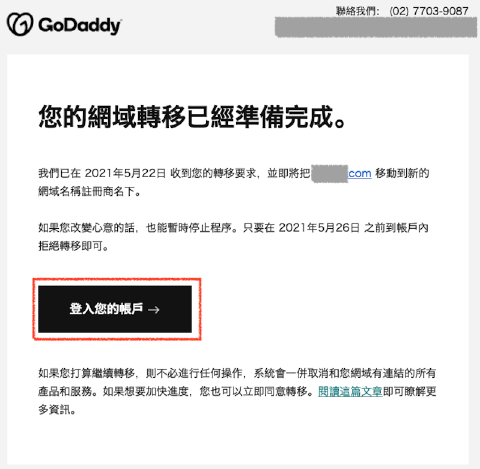 GoDaddy
聯絡我們： (02) 7703-9087
您的網域轉移已經準備完成。
我們已在 2021年5月22日 收到您的轉移要求，並即將把 .com 移動到新的
網域名稱註冊商名下。
如果您改變心意的話，也能暫時停止程序。只要在 2021年5月26日 之前到帳戶內
拒絕轉移即可。
登入您的帳戶 →
如果您打算繼續轉移，則不必進行任何操作，系統會一併取消和您網域有連結的所有
產品和服務。如果想要加快進度，您也可以立即同意轉移。閱讀這篇文章即可瞭解更
多資訊。